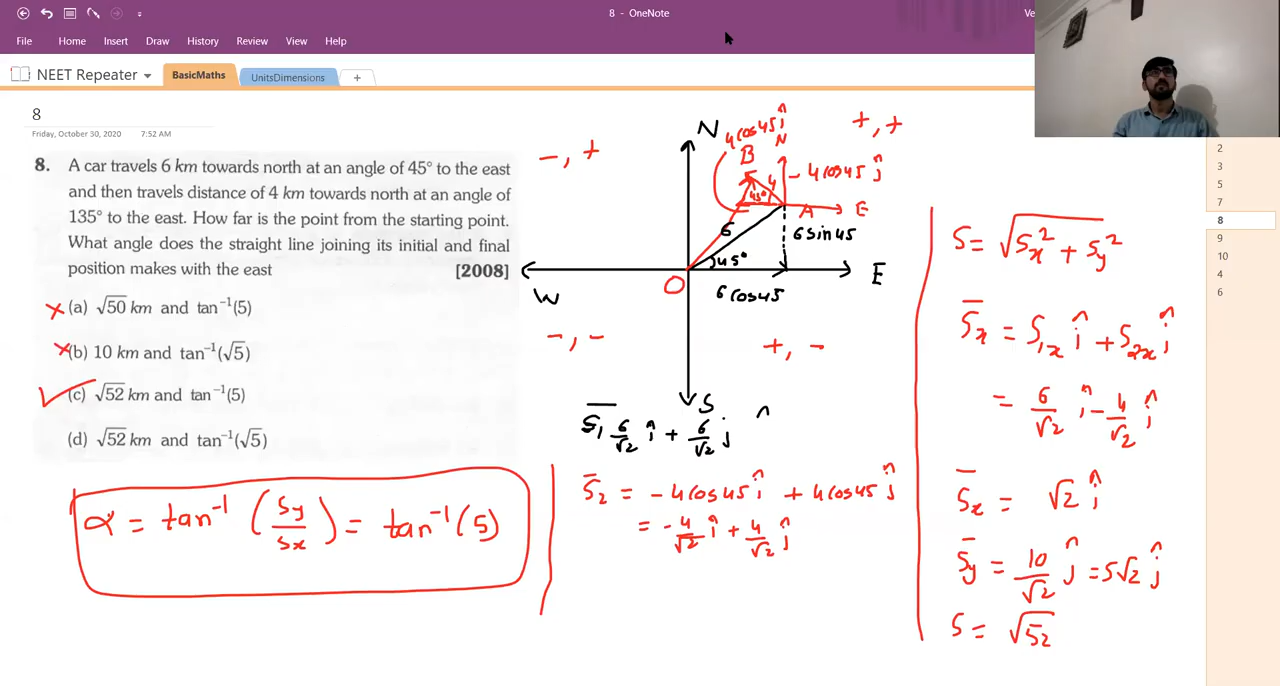 8 - OneNote
Ve
File Home Insert Draw History Review View Help
NEET Repeater
BasicMaths
UnitsDimensions
+
8
Friday, October 30, 2020 7:52 AM
8. A car travels 6 km towards north at an angle of 45° to the east
and then travels distance of 4 km towards north at an angle of
135° to the east. How far is the point from the starting point.
What angle does the straight line joining its initial and final
position makes with the east [2008]
× (a) √50 km and tan⁻¹(5)
× (b) 10 km and tan⁻¹(√5)
✓ (c) √52 km and tan⁻¹(5)
(d) √52 km and tan⁻¹(√5)
α = tan⁻¹ (Sy/Sx) = tan⁻¹(5)
N
-, +
+, +
4cos45 î
N
B
4cos45 ĵ
4
45°
A
E
6
6 sin45
45°
O
W
E
6 cos45
-, -
+, -
S
S̄₁ 6/√2 î + 6/√2 ĵ
S̄₂ = -4cos45 î + 4cos45 ĵ
= -4/√2 î + 4/√2 ĵ
S = √(Sx² + Sy²)
S̄x = S₁x î + S₂x î
= 6/√2 î - 4/√2 î
S̄x = √2 î
S̄y = 10/√2 ĵ = 5√2 ĵ
S = √52
2
3
5
7
8
9
10
4
6